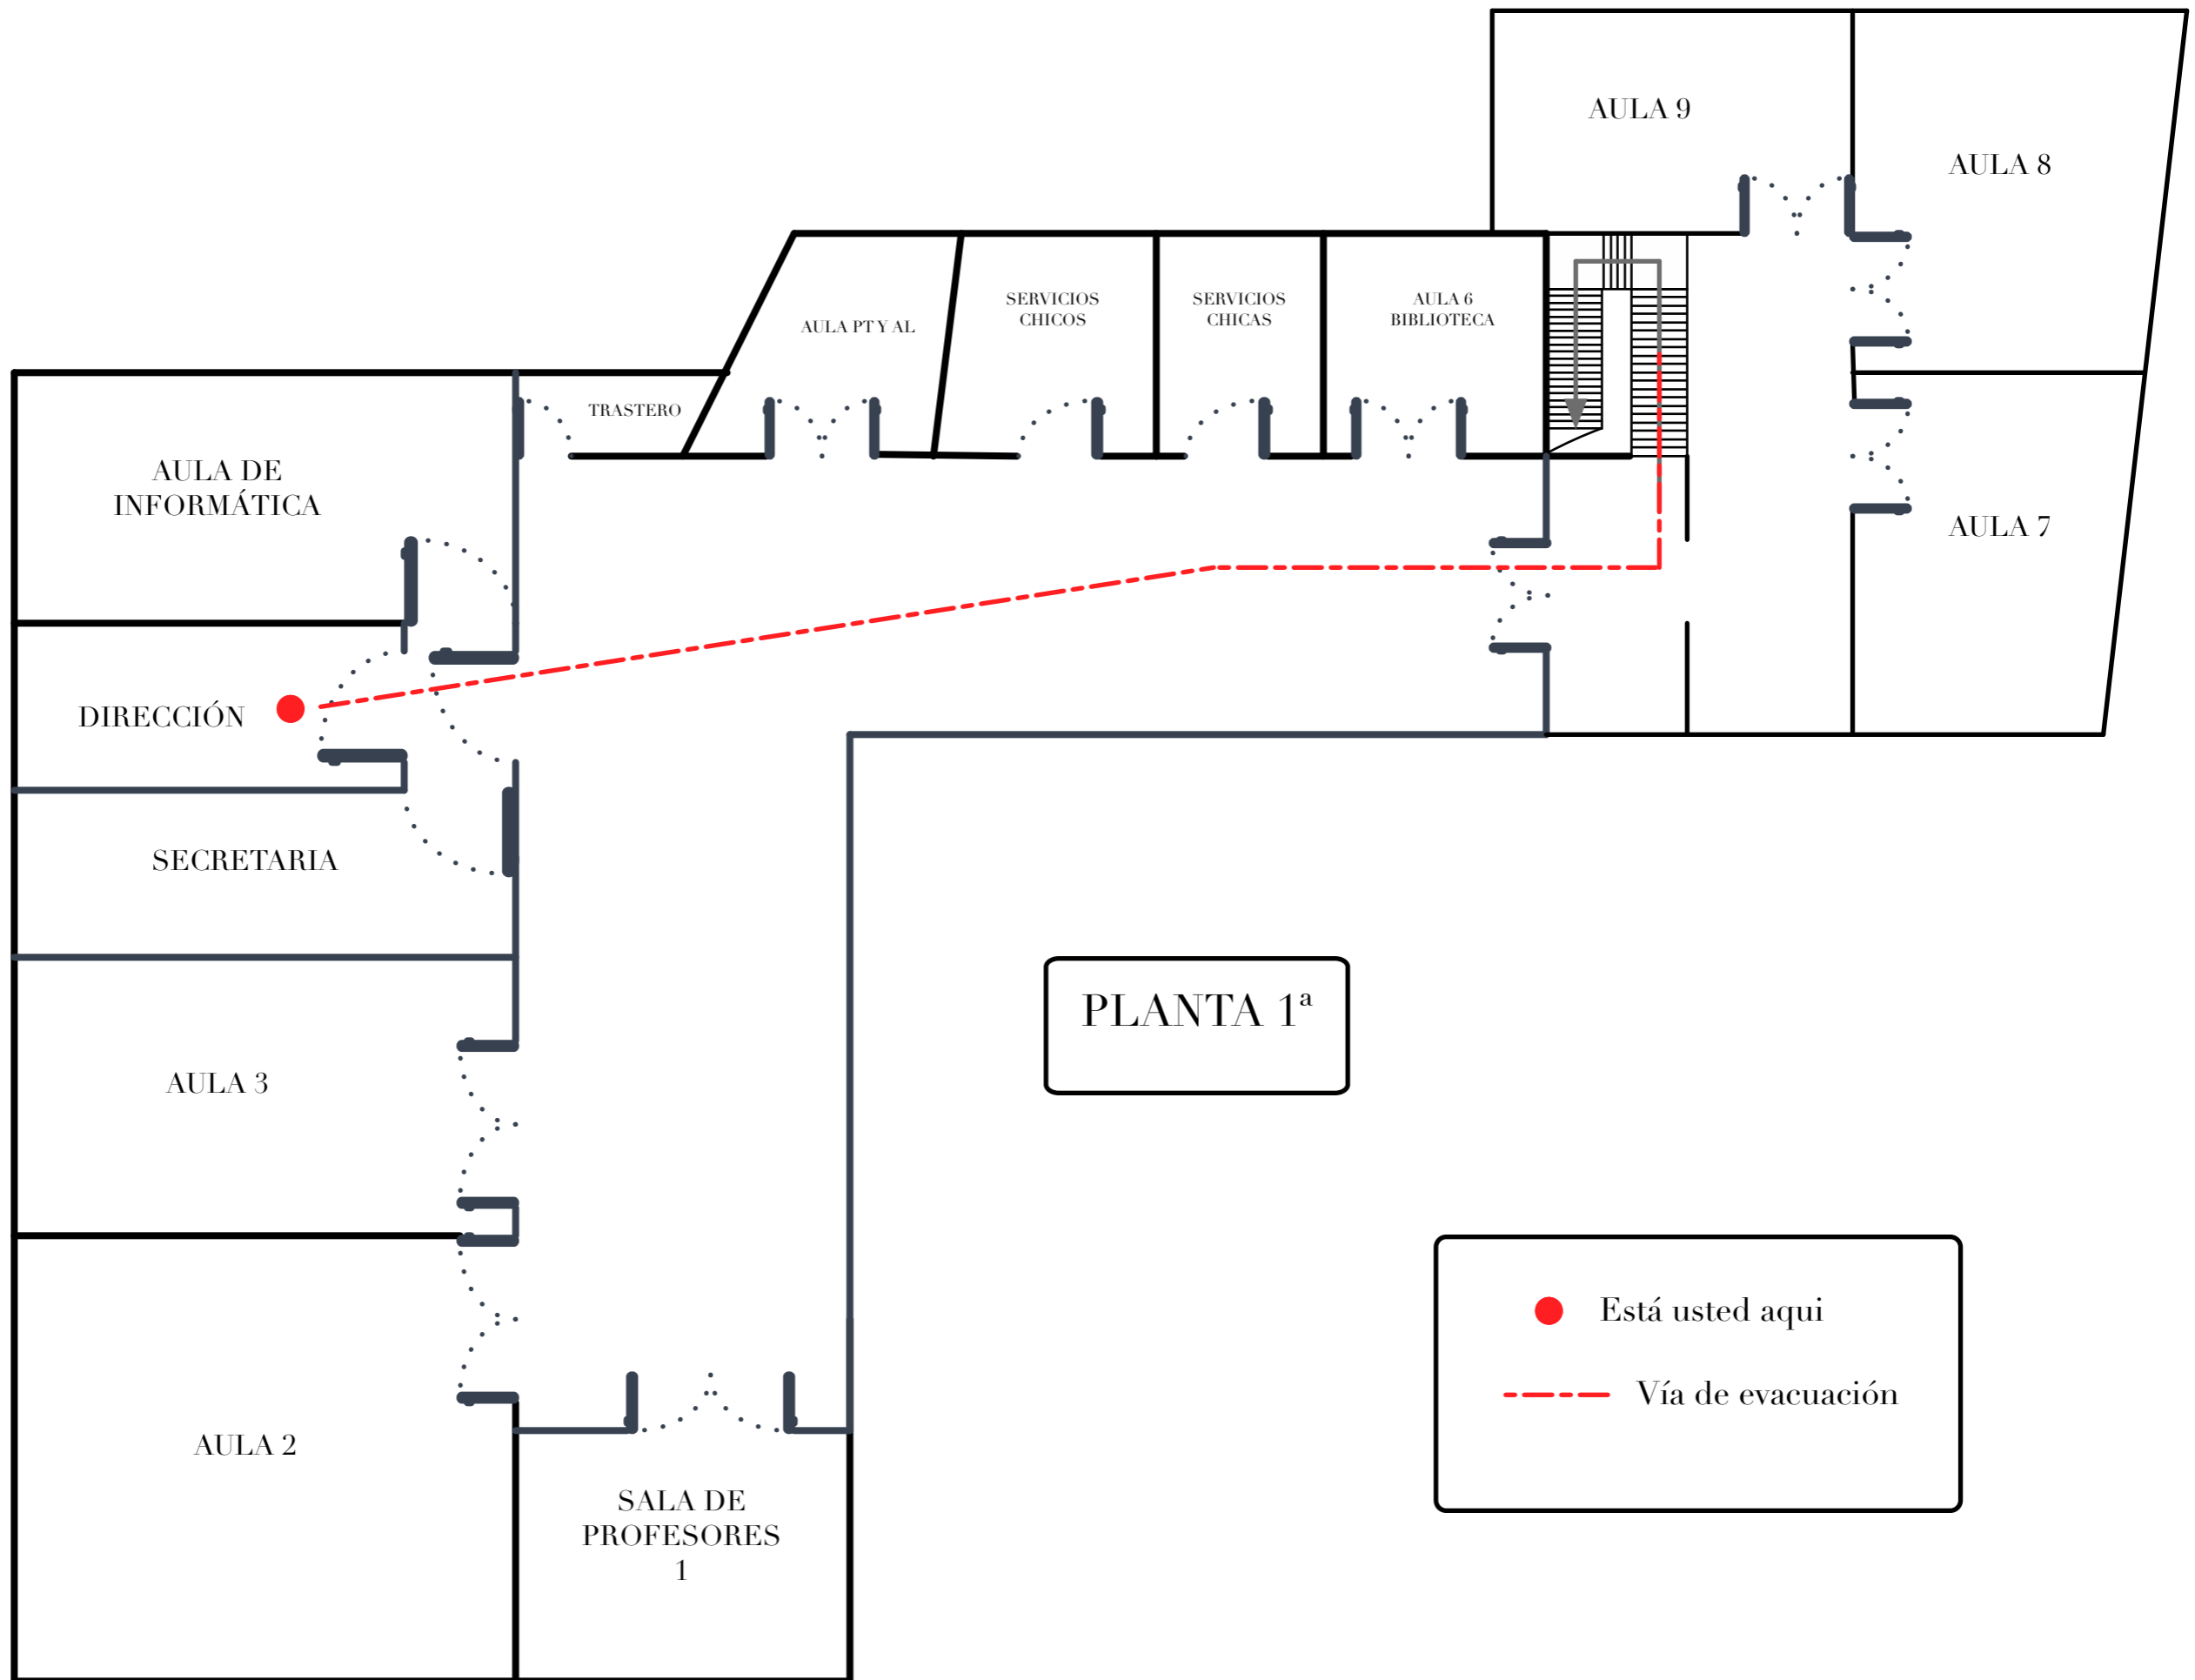 AULA 9
AULA 8
SERVICIOS
CHICOS
SERVICIOS
CHICAS
AULA 6
BIBLIOTECA
AULA PT Y AL
TRASTERO
AULA DE
INFORMÁTICA
AULA 7
DIRECCIÓN
SECRETARIA
PLANTA 1ª
AULA 3
Está usted aqui
Vía de evacuación
AULA 2
SALA DE
PROFESORES
1